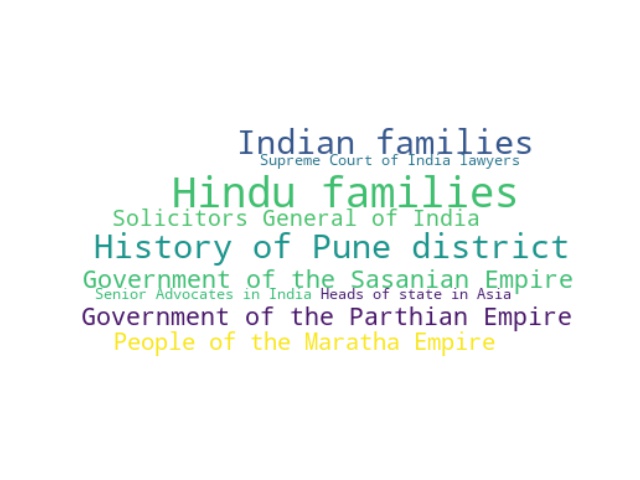 Indian families
Supreme Court of India lawyers
Hindu families
Solicitors General of India
History of Pune district
Government of the Sasanian Empire
Senior Advocates in India Heads of state in Asia
Government of the Parthian Empire
People of the Maratha Empire